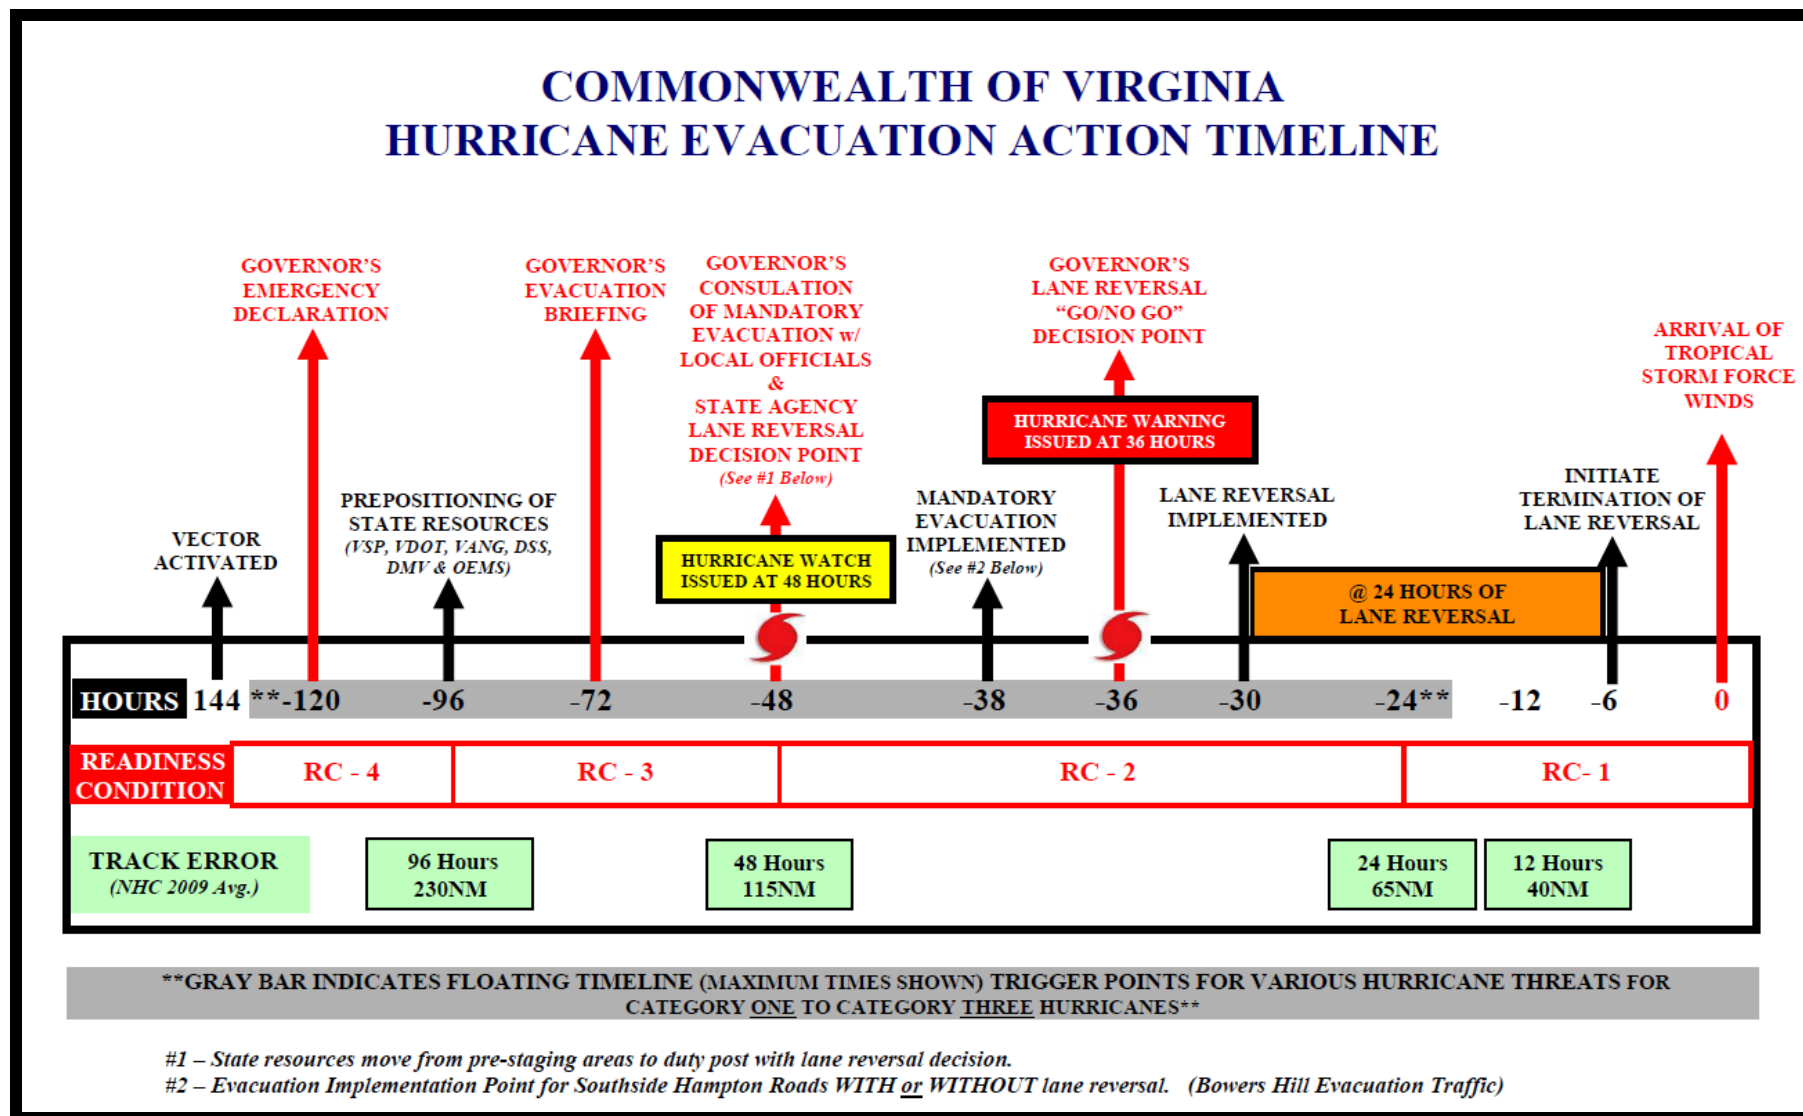 COMMONWEALTH OF VIRGINIA
HURRICANE EVACUATION ACTION TIMELINE
GOVERNOR'S
EMERGENCY
DECLARATION
GOVERNOR'S
EVACUATION
BRIEFING
GOVERNOR'S
CONSULATION
OF MANDATORY
EVACUATION w/
LOCAL OFFICIALS
&
STATE AGENCY
LANE REVERSAL
DECISION POINT
(See #1 Below)
GOVERNOR'S
LANE REVERSAL
“GO/NO GO”
DECISION POINT
ARRIVAL OF
TROPICAL
STORM FORCE
WINDS
HURRICANE WARNING
ISSUED AT 36 HOURS
VECTOR
ACTIVATED
PREPOSITIONING OF
STATE RESOURCES
(VSP, VDOT, VANG, DSS,
DMV & OEMS)
HURRICANE WATCH
ISSUED AT 48 HOURS
MANDATORY
EVACUATION
IMPLEMENTED
(See #2 Below)
LANE REVERSAL
IMPLEMENTED
INITIATE
TERMINATION OF
LANE REVERSAL
@ 24 HOURS OF
LANE REVERSAL
HOURS 144 **-120 -96 -72 -48 -38 -36 -30 -24** -12 -6 0
READINESS
CONDITION
RC - 4
RC - 3
RC - 2
RC- 1
TRACK ERROR
(NHC 2009 Avg.)
96 Hours
230NM
48 Hours
115NM
24 Hours
65NM
12 Hours
40NM
**GRAY BAR INDICATES FLOATING TIMELINE (MAXIMUM TIMES SHOWN) TRIGGER POINTS FOR VARIOUS HURRICANE THREATS FOR
CATEGORY ONE TO CATEGORY THREE HURRICANES**
#1 – State resources move from pre-staging areas to duty post with lane reversal decision.
#2 – Evacuation Implementation Point for Southside Hampton Roads WITH or WITHOUT lane reversal. (Bowers Hill Evacuation Traffic)